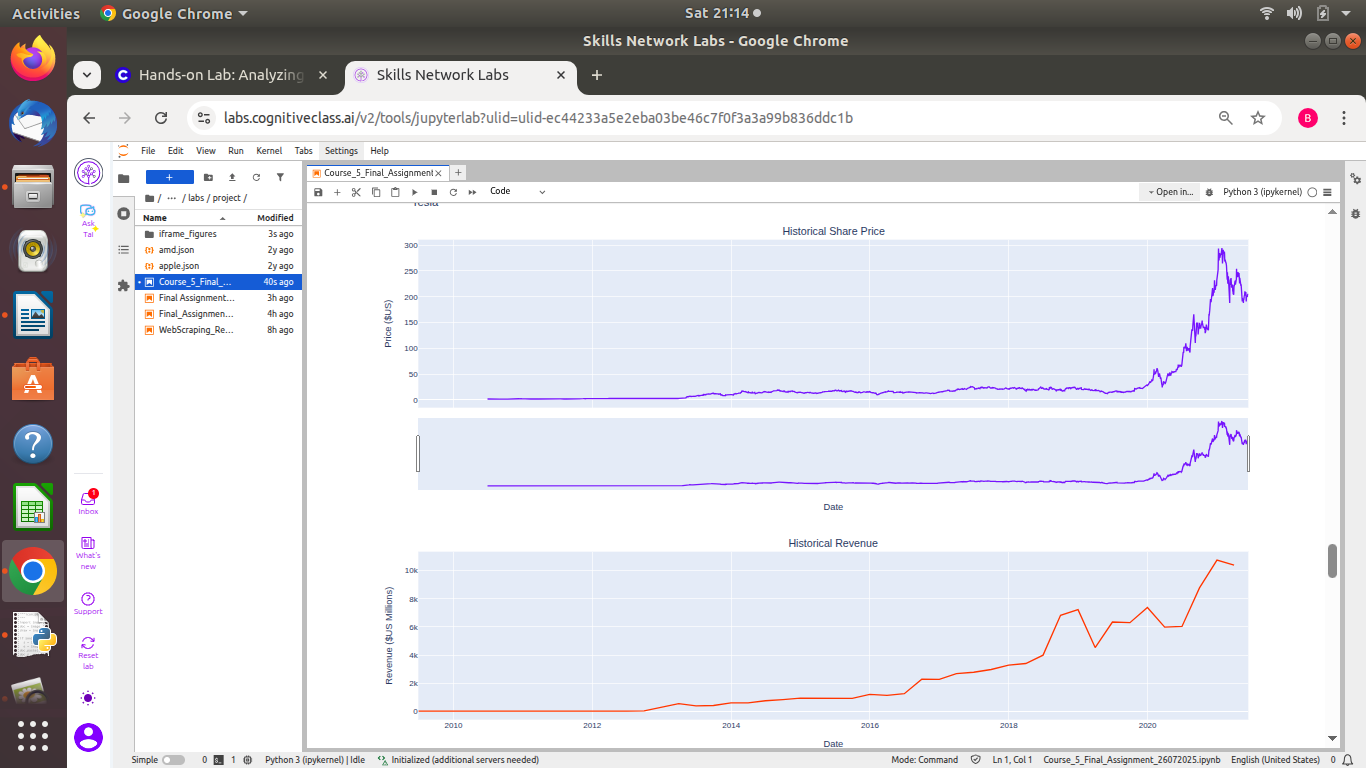 Activities
Google Chrome
Sat 21:14
Skills Network Labs - Google Chrome
Hands-on Lab: Analyzing
Skills Network Labs
labs.cognitiveclass.ai/v2/tools/jupyterlab?ulid=ulid-ec44233a5e2eba03be46c7f0f3a3a99b836ddc1b
B
File Edit View Run Kernel Tabs Settings Help
Course_5_Final_Assignment
Code
Open in...
Python 3 (ipykernel)
/ ··· / labs / project /
Name Modified
iframe_figures 3s ago
amd.json 2y ago
apple.json 2y ago
Course_5_Final_... 40s ago
Final Assignment... 3h ago
Final_Assignmen... 4h ago
WebScraping_Re... 8h ago
Ask
Tai
1
Inbox
What's
new
Support
Reset
lab
Tesla
Historical Share Price
Price ($US)
300
250
200
150
100
50
0
Date
Historical Revenue
Revenue ($US Millions)
10k
8k
6k
4k
2k
0
2010 2012 2014 2016 2018 2020
Date
Simple 0 1 Python 3 (ipykernel) | Idle Initialized (additional servers needed) Mode: Command Ln 1, Col 1 Course_5_Final_Assignment_26072025.ipynb English (United States) 0